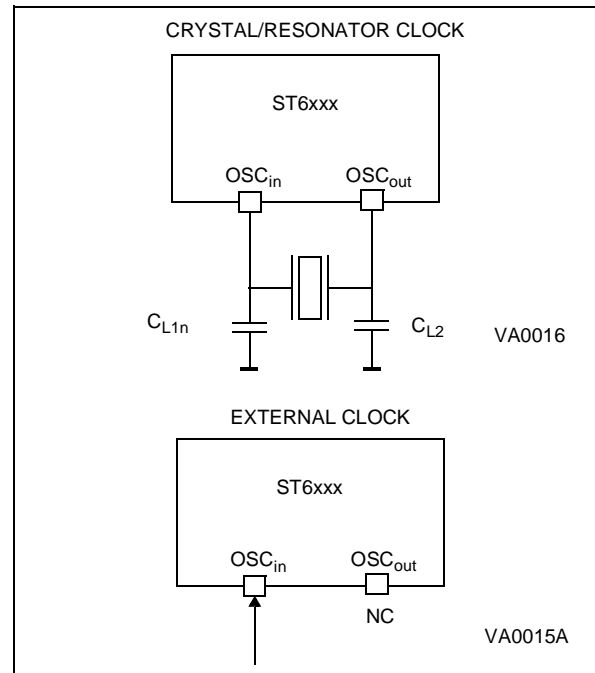 CRYSTAL/RESONATOR CLOCK
ST6xxx
OSCin OSCout
CL1n CL2
VA0016
EXTERNAL CLOCK
ST6xxx
OSCin OSCout
NC
VA0015A